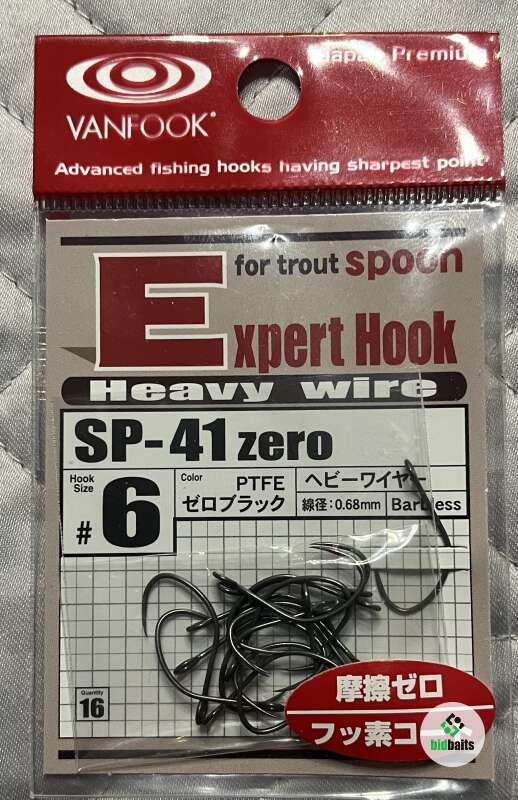 Japan Premium
VANFOOK®
Advanced fishing hooks having sharpest point
for trout spoon
Expert Hook
Heavy wire
SP-41 zero
Hook Size
#6
Color
PTFE
ゼロブラック
ヘビーワイヤー
線径:0.68mm
Barbless
Quantity
16
摩擦ゼロ
フッ素コ
bidbaits